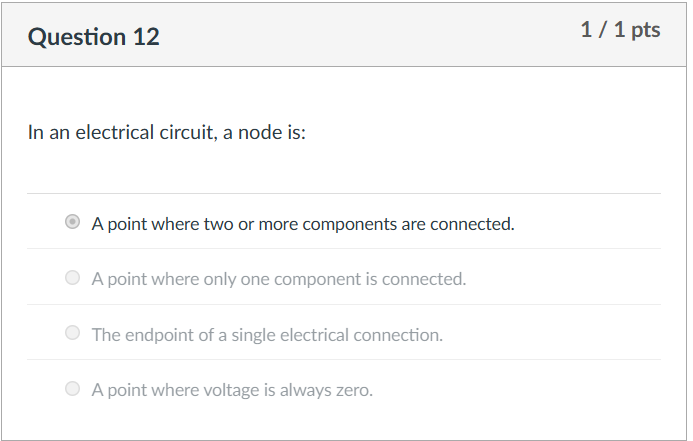 Question 12
1 / 1 pts
In an electrical circuit, a node is:
A point where two or more components are connected.
A point where only one component is connected.
The endpoint of a single electrical connection.
A point where voltage is always zero.